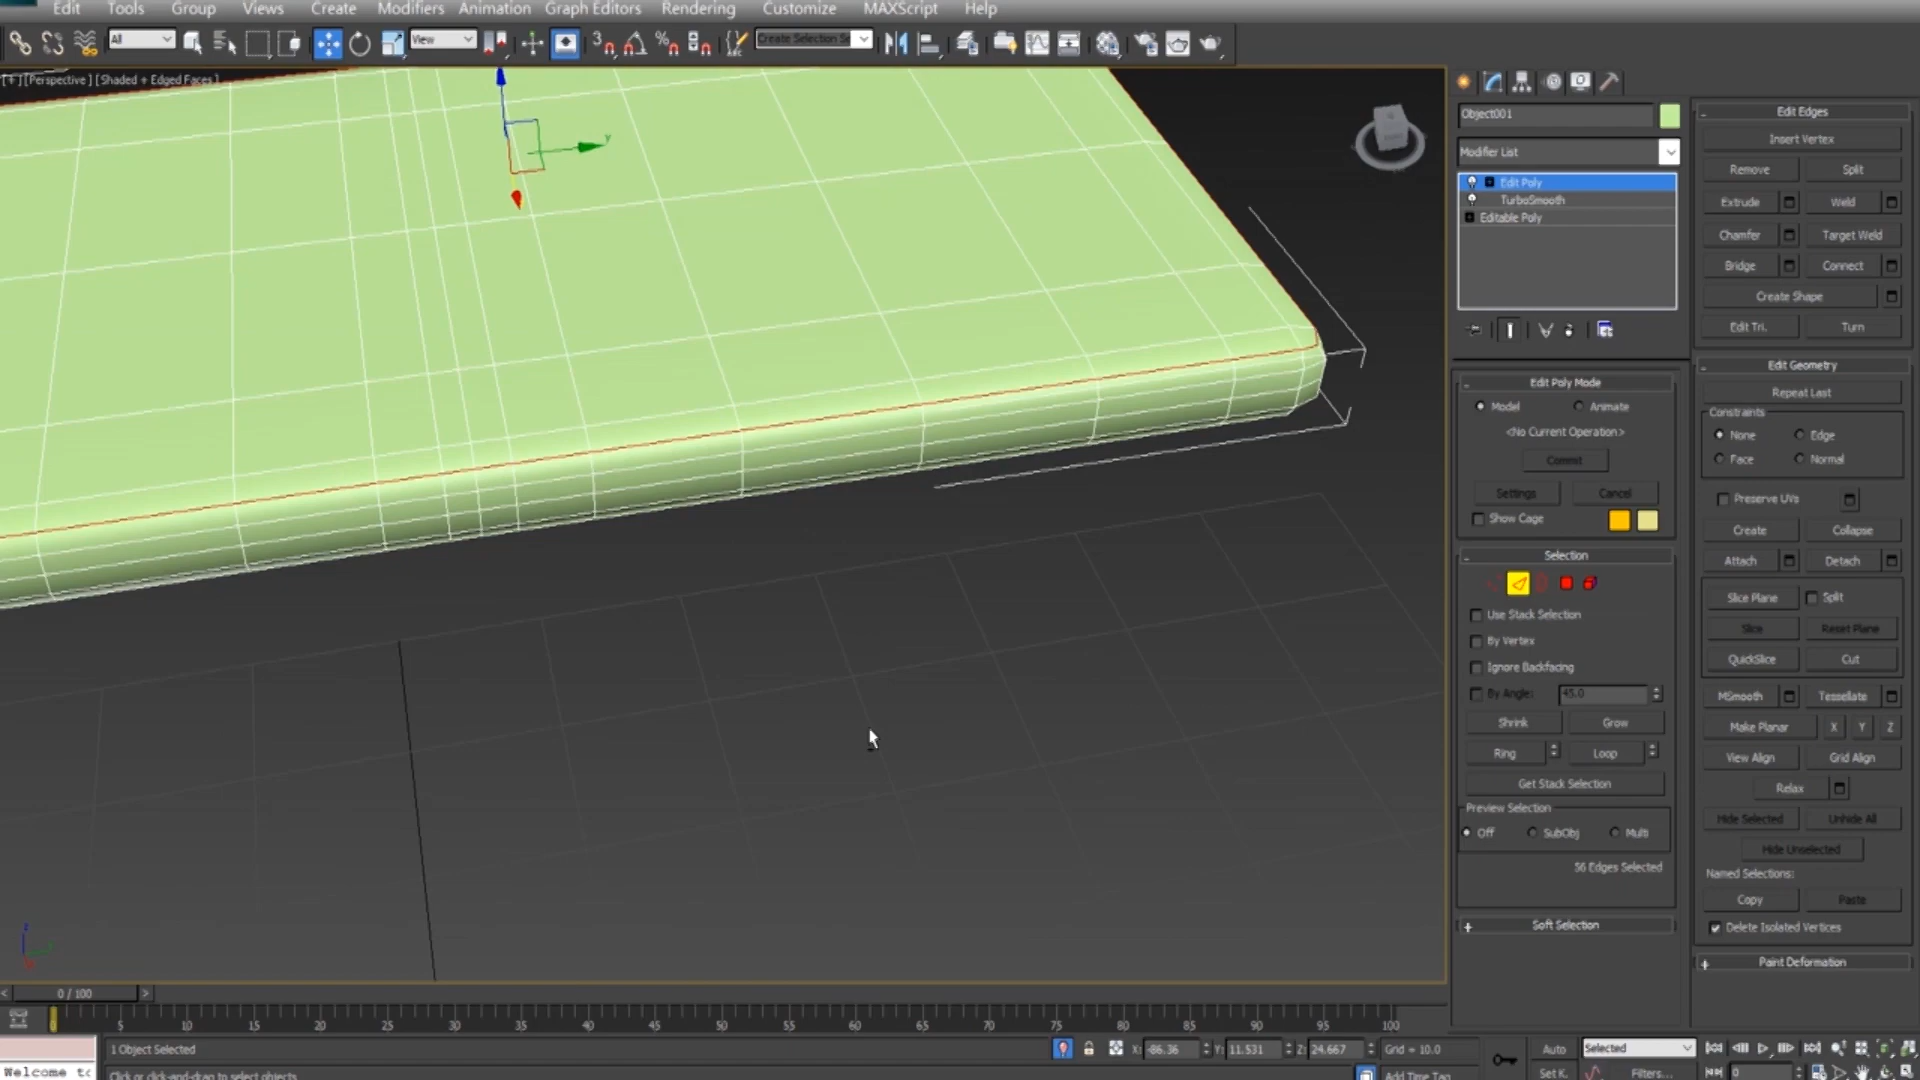 Edit Tools Group Views Create Modifiers Animation Graph Editors Rendering Customize MAXScript Help
All View Create Selection Se
[+] [Perspective] [Shaded + Edged Faces]
y
Object001
Modifier List
Edit Poly
TurboSmooth
Editable Poly
Edit Poly Mode
Model Animate
<No Current Operation>
Commit
Settings Cancel
Show Cage
Selection
Use Stack Selection
By Vertex
Ignore Backfacing
By Angle: 45.0
Shrink Grow
Ring Loop
Get Stack Selection
Preview Selection
Off SubObj Multi
56 Edges Selected
Soft Selection
Edit Edges
Insert Vertex
Remove Split
Extrude Weld
Chamfer Target Weld
Bridge Connect
Create Shape
Edit Tri. Turn
Edit Geometry
Repeat Last
Constraints
None Edge
Face Normal
Preserve UVs
Create Collapse
Attach Detach
Slice Plane Split
Slice Reset Plane
QuickSlice Cut
MSmooth Tessellate
Make Planar X Y Z
View Align Grid Align
Relax
Hide Selected Unhide All
Hide Unselected
Named Selections:
Copy Paste
Delete Isolated Vertices
Paint Deformation
< 0 / 100 >
0 5 10 15 20 25 30 35 40 45 50 55 60 65 70 75 80 85 90 95 100
1 Object Selected X: -86.36 Y: 11.531 Z: 24.667 Grid = 10.0 Auto Selected
Welcome to Click or click-and-drag to select objects Add Time Tag Set K. Filters... 0